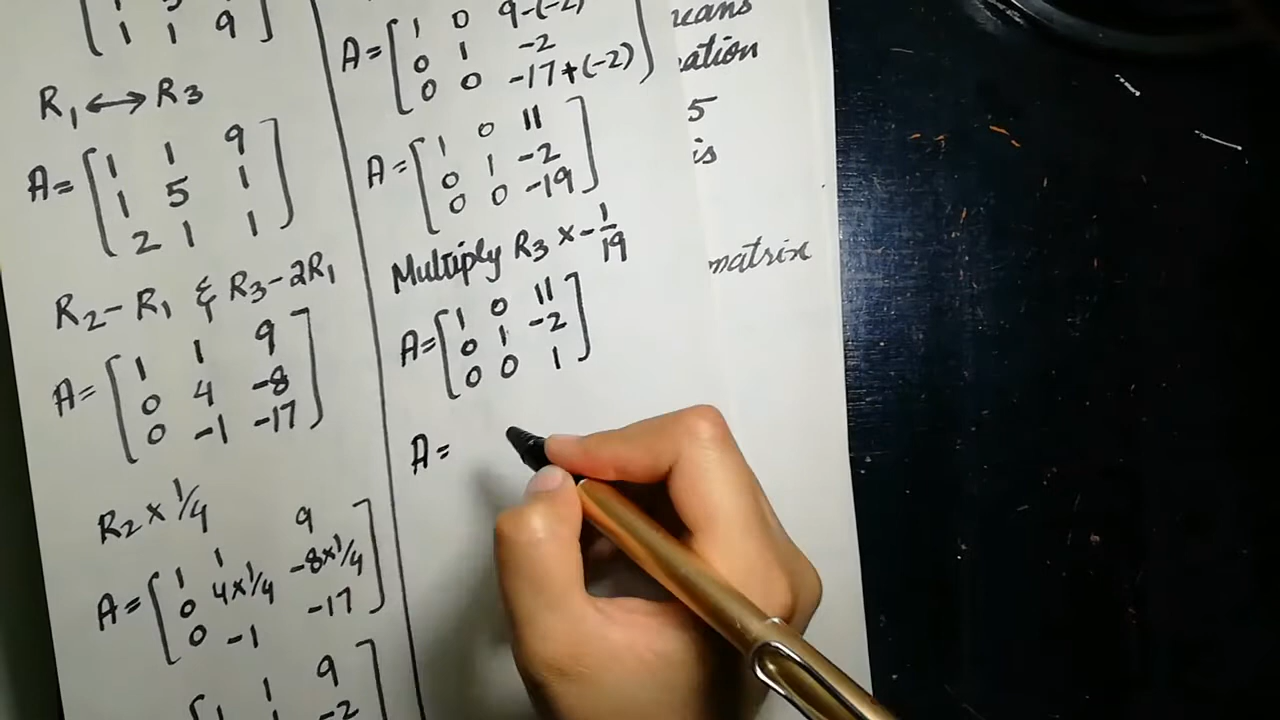 1 1 9
R₁ ↔ R₃
A = [ 1 1 9
1 5 1
2 1 1 ]
R₂ - R₁ & R₃ - 2R₁
A = [ 1 1 9
0 4 -8
0 -1 -17 ]
R₂ × 1/4
A = [ 1 1 9
0 4×1/4 -8×1/4
0 -1 -17 ]
1 9
-2
A = [ 1 0 9-(-2)
0 1 -2
0 0 -17+(-2) ]
A = [ 1 0 11
0 1 -2
0 0 -19 ]
Multiply R₃ × -1/19
A = [ 1 0 11
0 1 -2
0 0 1 ]
A =
5
is
matrix